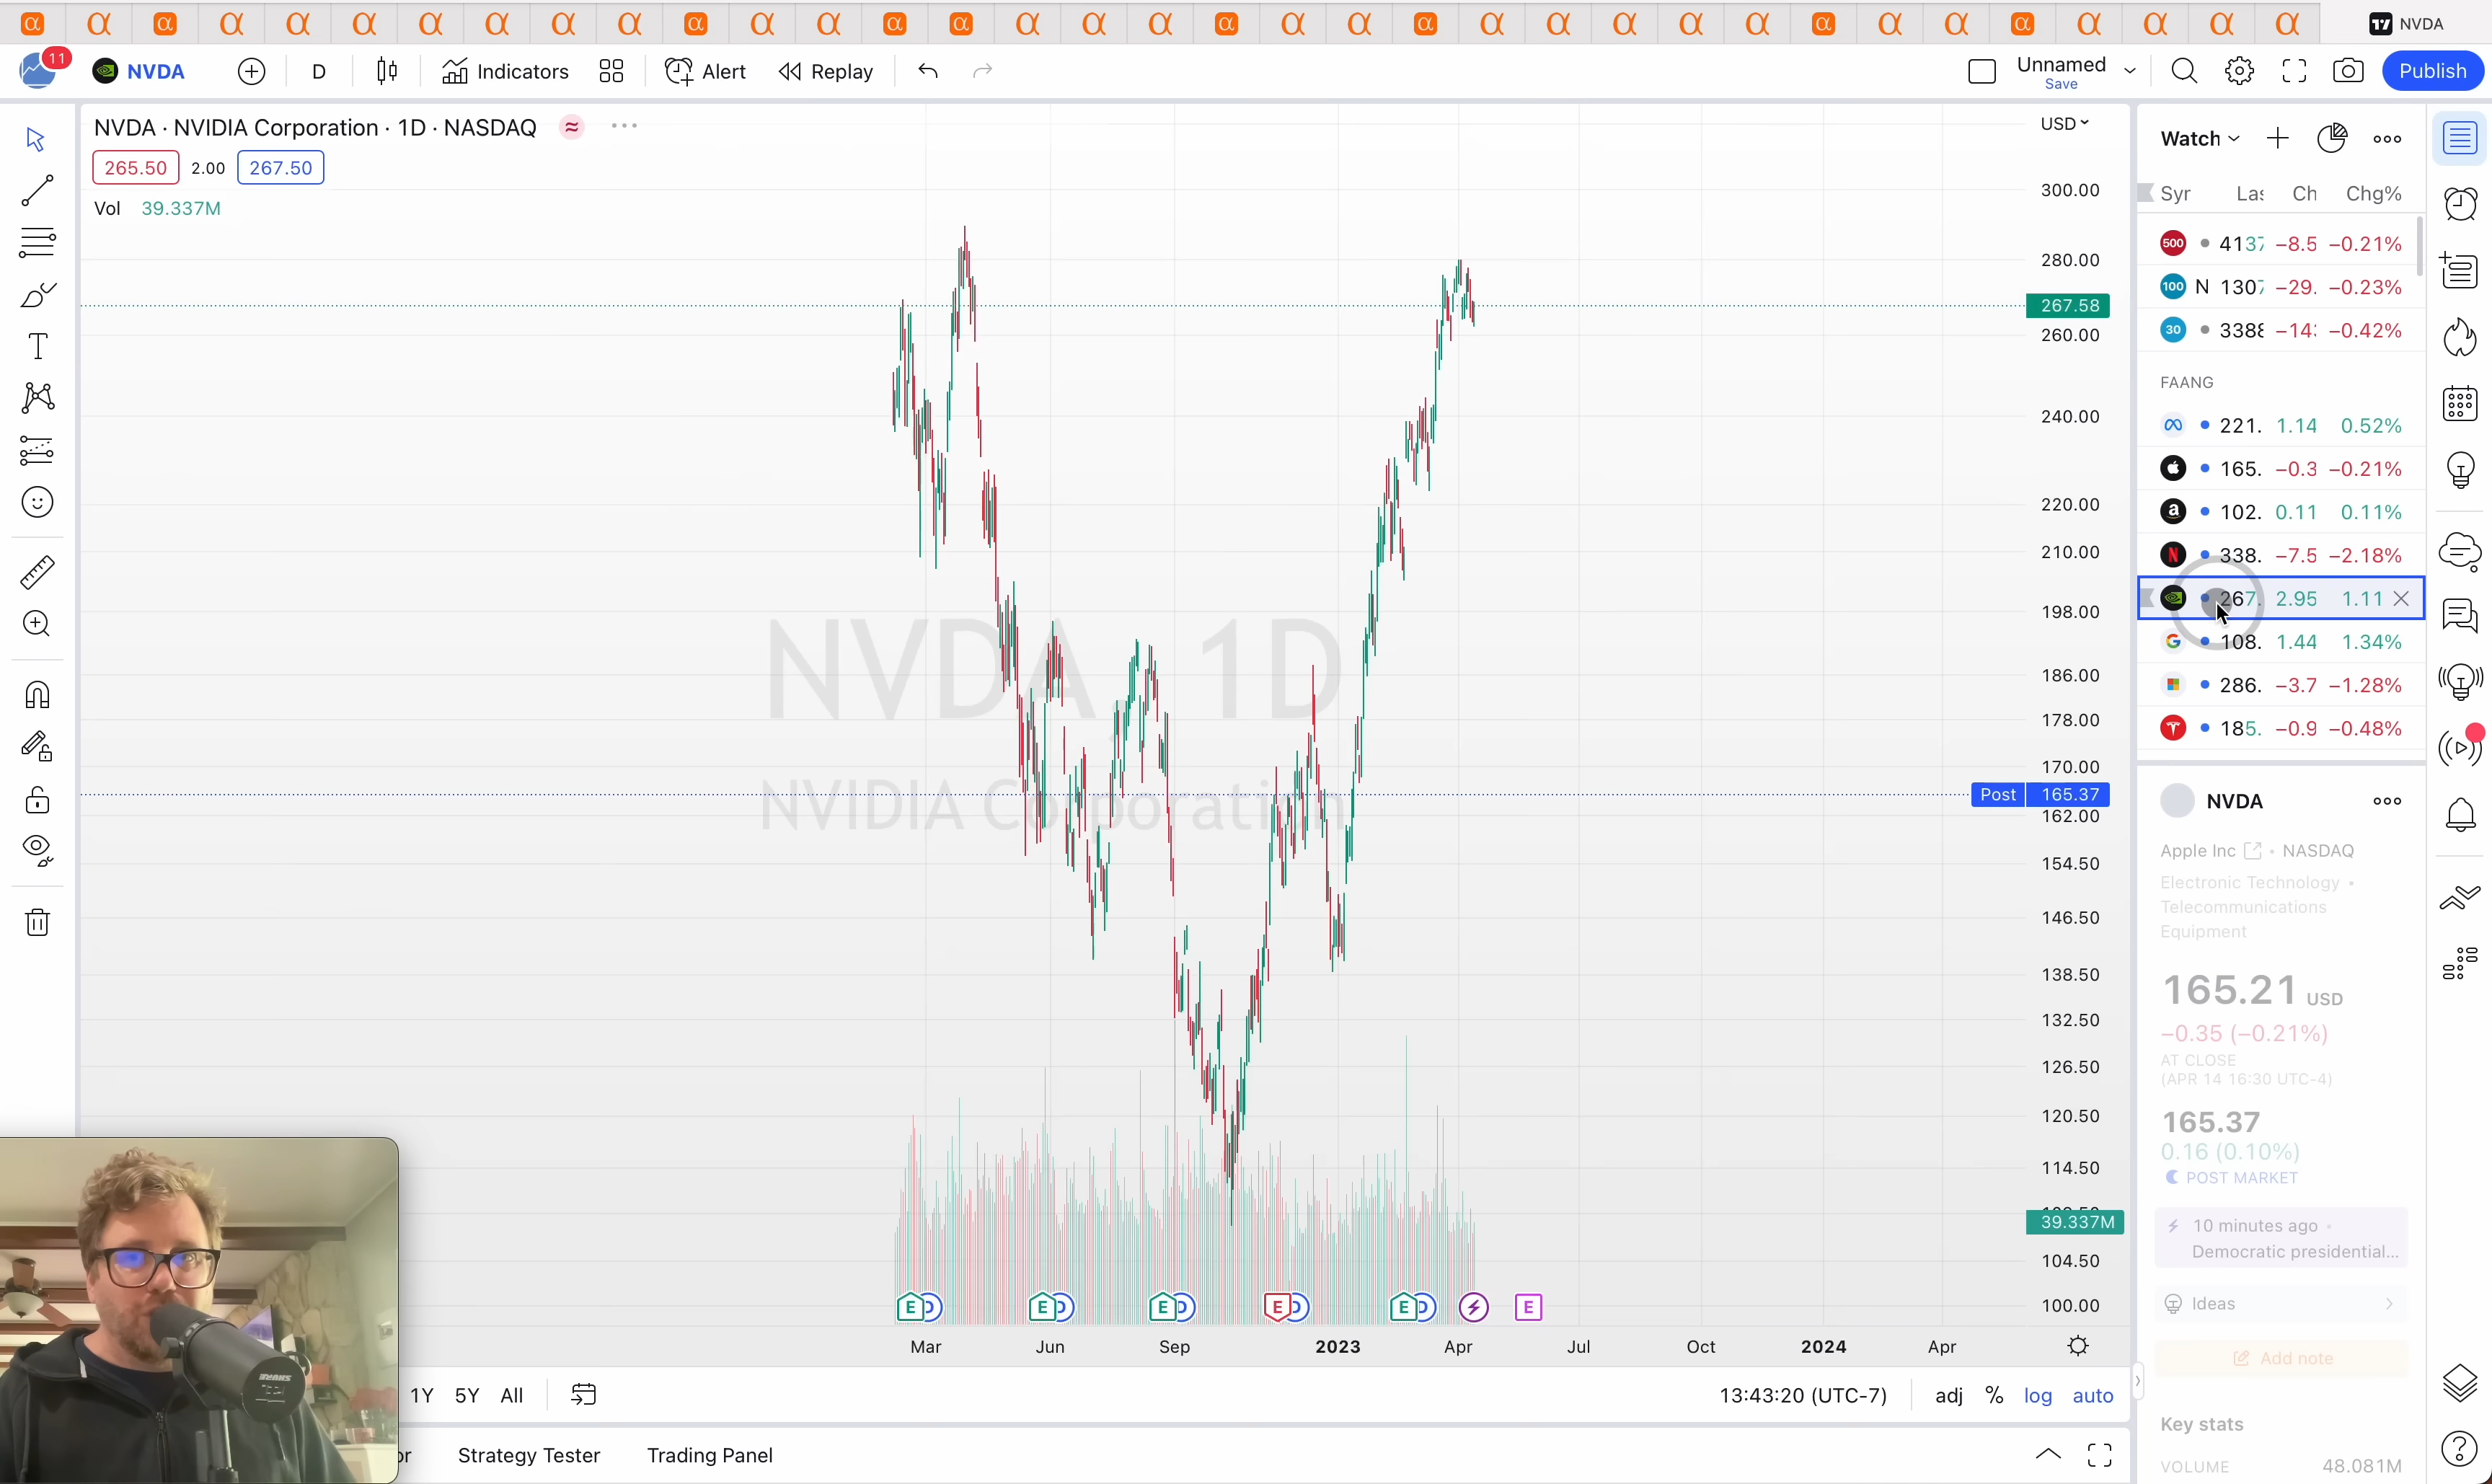 NVDA
11
NVDA
D
Indicators
Alert
Replay
Unnamed
Save
Publish
NVDA · NVIDIA Corporation · 1D · NASDAQ
265.50 2.00 267.50
Vol 39.337M
USD
300.00
280.00
267.58
260.00
240.00
220.00
210.00
198.00
186.00
178.00
170.00
Post 165.37
162.00
154.50
146.50
138.50
132.50
126.50
120.50
114.50
39.337M
104.50
100.00
NVDA, 1D
NVIDIA Corporation
E D E D E D E D E D E
Mar Jun Sep 2023 Apr Jul Oct 2024 Apr
1Y 5Y All
13:43:20 (UTC-7) adj % log auto
Strategy Tester Trading Panel
Watch
Syr Las Ch Chg%
500 4137 −8.5 −0.21%
100 N 1307 −29. −0.23%
30 3388 −14 −0.42%
FAANG
221. 1.14 0.52%
165. −0.3 −0.21%
102. 0.11 0.11%
338. −7.5 −2.18%
267. 2.95 1.11
108. 1.44 1.34%
286. −3.7 −1.28%
185. −0.9 −0.48%
NVDA
Apple Inc • NASDAQ
Electronic Technology •
Telecommunications
Equipment
165.21 USD
−0.35 (−0.21%)
AT CLOSE
(APR 14 16:30 UTC-4)
165.37
0.16 (0.10%)
POST MARKET
10 minutes ago •
Democratic presidential...
Ideas
Add note
Key stats
VOLUME 48.081M